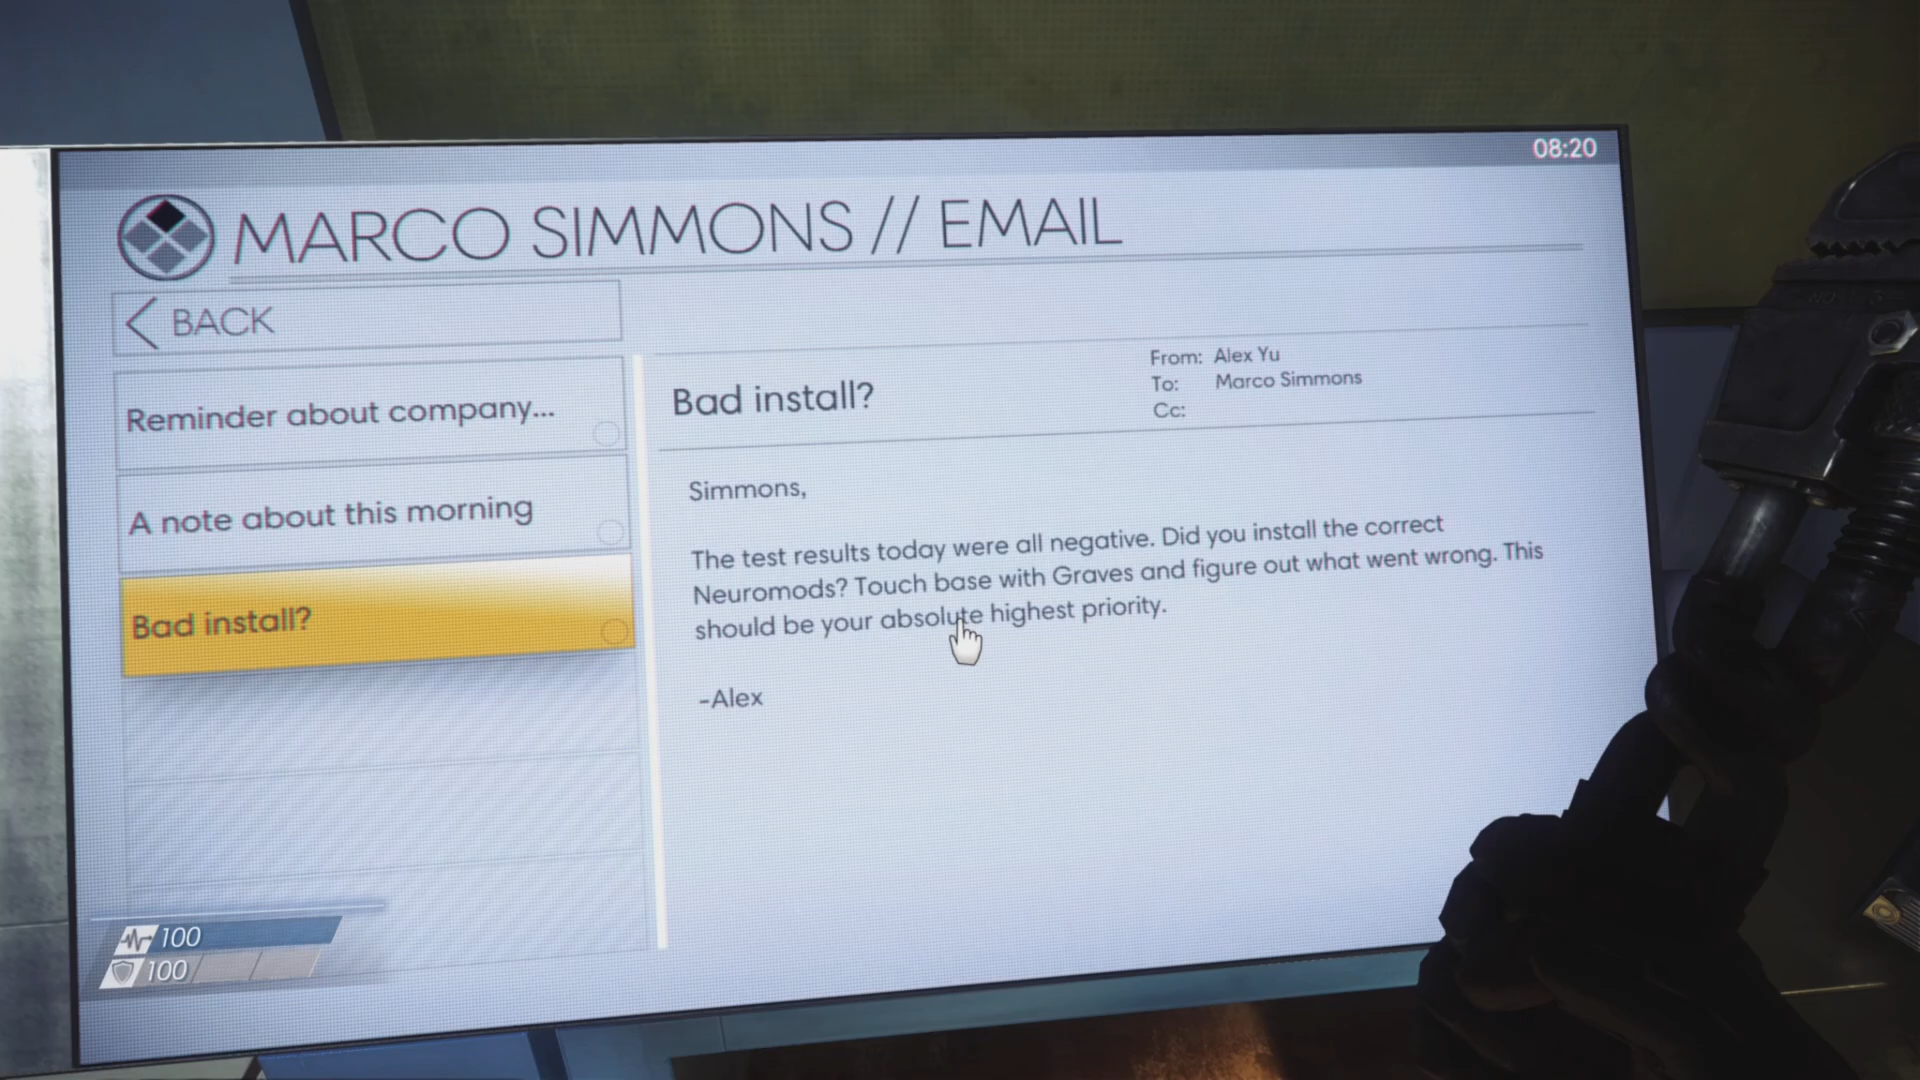 08:20
MARCO SIMMONS // EMAIL
BACK
Reminder about company...
A note about this morning
Bad install?
Bad install?
From: Alex Yu
To: Marco Simmons
Cc:
Simmons,
The test results today were all negative. Did you install the correct
Neuromods? Touch base with Graves and figure out what went wrong. This
should be your absolute highest priority.
-Alex
100
100